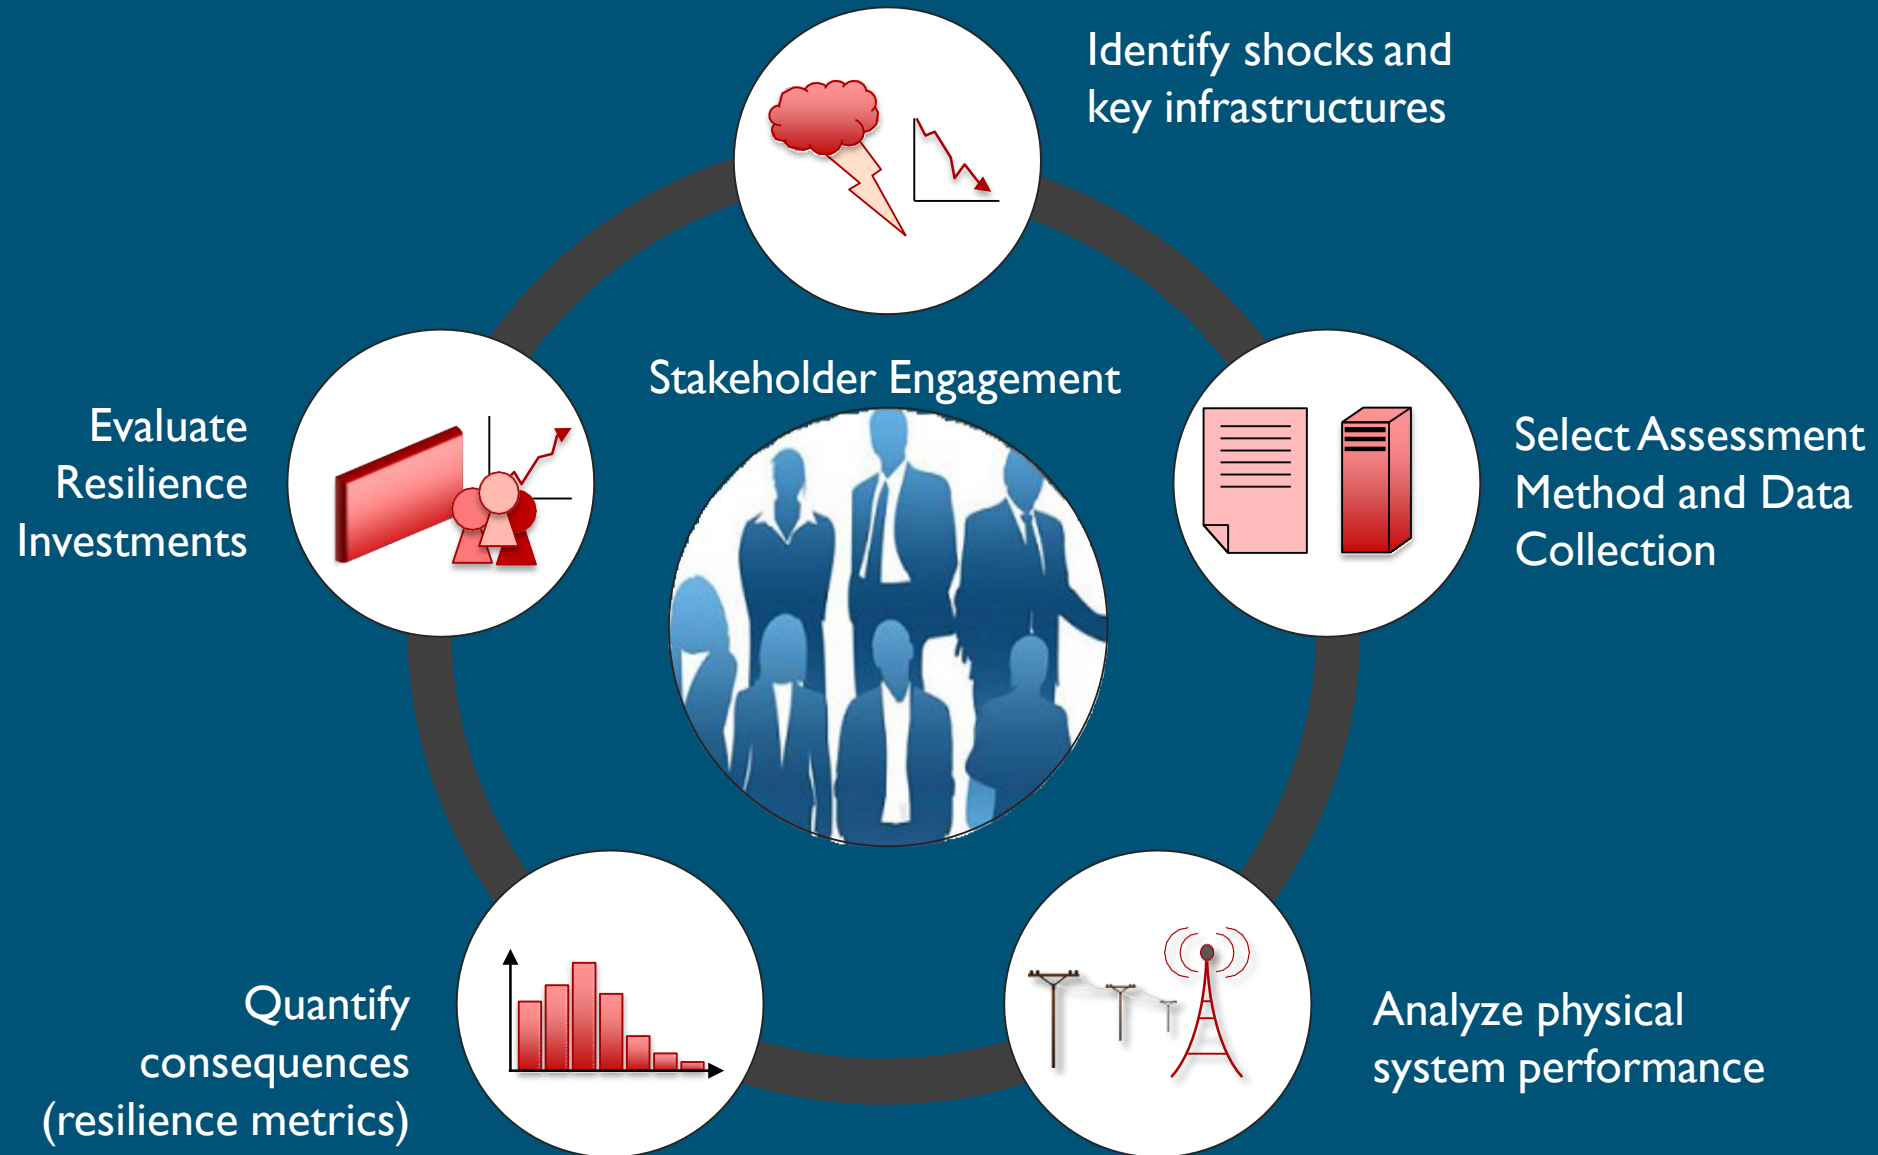 Identify shocks and
key infrastructures
Stakeholder Engagement
Select Assessment
Method and Data
Collection
Analyze physical
system performance
Quantify
consequences
(resilience metrics)
Evaluate
Resilience
Investments